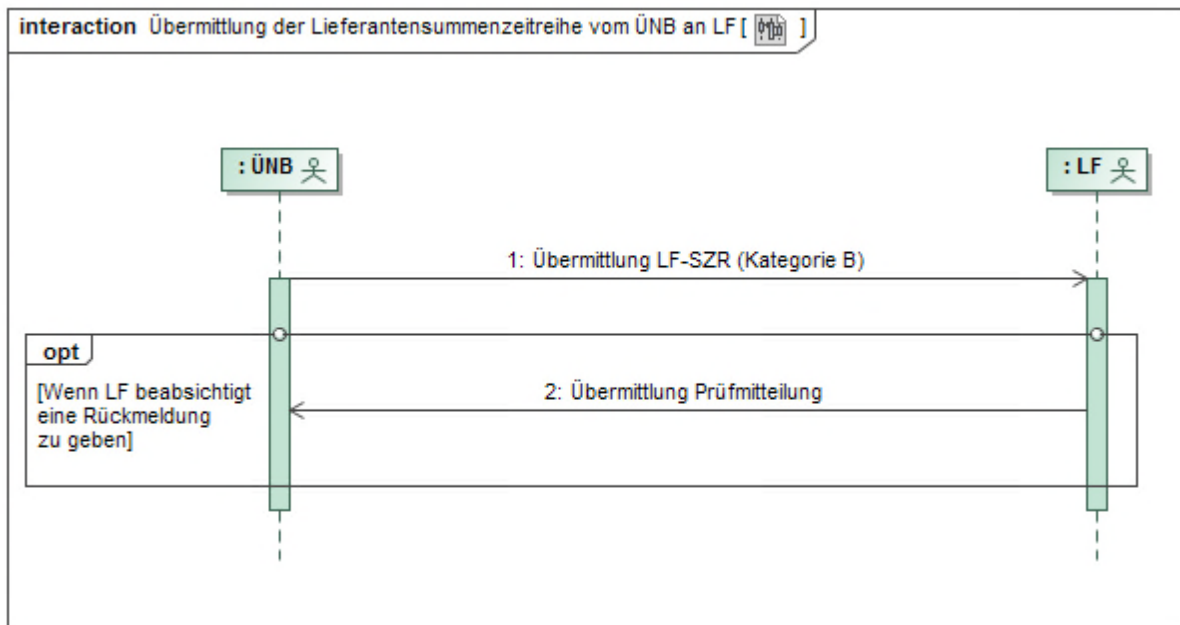 interaction Übermittlung der Lieferantensummenzeitreihe vom ÜNB an LF [ ]
: ÜNB
: LF
1: Übermittlung LF-SZR (Kategorie B)
opt
[Wenn LF beabsichtigt
eine Rückmeldung
zu geben]
2: Übermittlung Prüfmitteilung